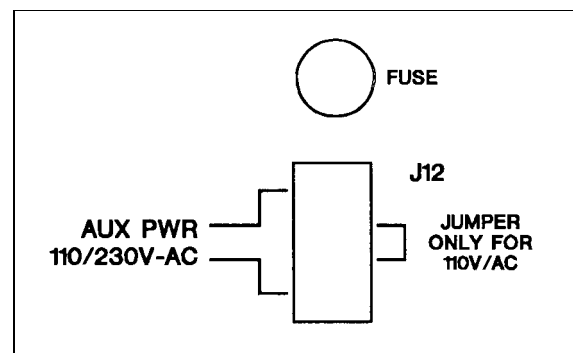 FUSE
J12
AUX PWR
110/230V-AC
JUMPER
ONLY FOR
110V/AC